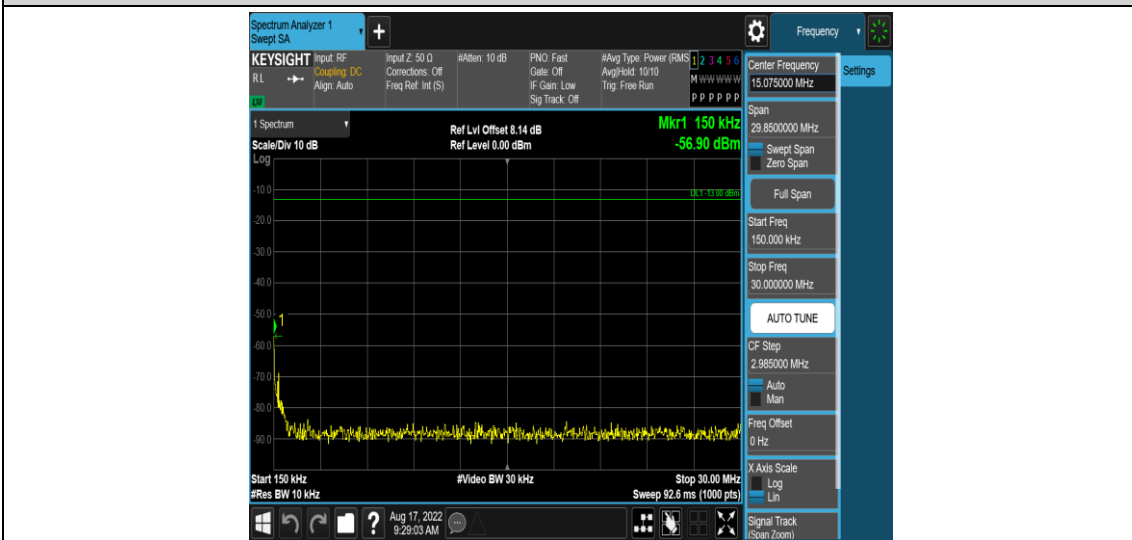 Spectrum Analyzer 1
Swept SA
+
Frequency
KEYSIGHT
RL
LNI
Input: RF
Coupling: DC
Align: Auto
Input Z: 50 Ω
Corrections: Off
Freq Ref: Int (S)
#Atten: 10 dB
PNO: Fast
Gate: Off
IF Gain: Low
Sig Track: Off
#Avg Type: Power (RMS
Avg|Hold: 10/10
Trig: Free Run
1 2 3 4 5 6
M W W W W W
P P P P P P
Center Frequency
15.075000 MHz
Settings
Span
29.8500000 MHz
Swept Span
Zero Span
Full Span
Start Freq
150.000 kHz
Stop Freq
30.000000 MHz
AUTO TUNE
CF Step
2.985000 MHz
Auto
Man
Freq Offset
0 Hz
X Axis Scale
Log
Lin
Signal Track
(Span Zoom)
1 Spectrum
Scale/Div 10 dB
Ref Lvl Offset 8.14 dB
Ref Level 0.00 dBm
Mkr1 150 kHz
-56.90 dBm
Log
DL1 -13.00 dBm
-10.0
-20.0
-30.0
-40.0
-50.0
1
-60.0
-70.0
-80.0
-90.0
Start 150 kHz
#Res BW 10 kHz
#Video BW 30 kHz
Stop 30.00 MHz
Sweep 92.6 ms (1000 pts)
?
Aug 17, 2022
9:29:03 AM